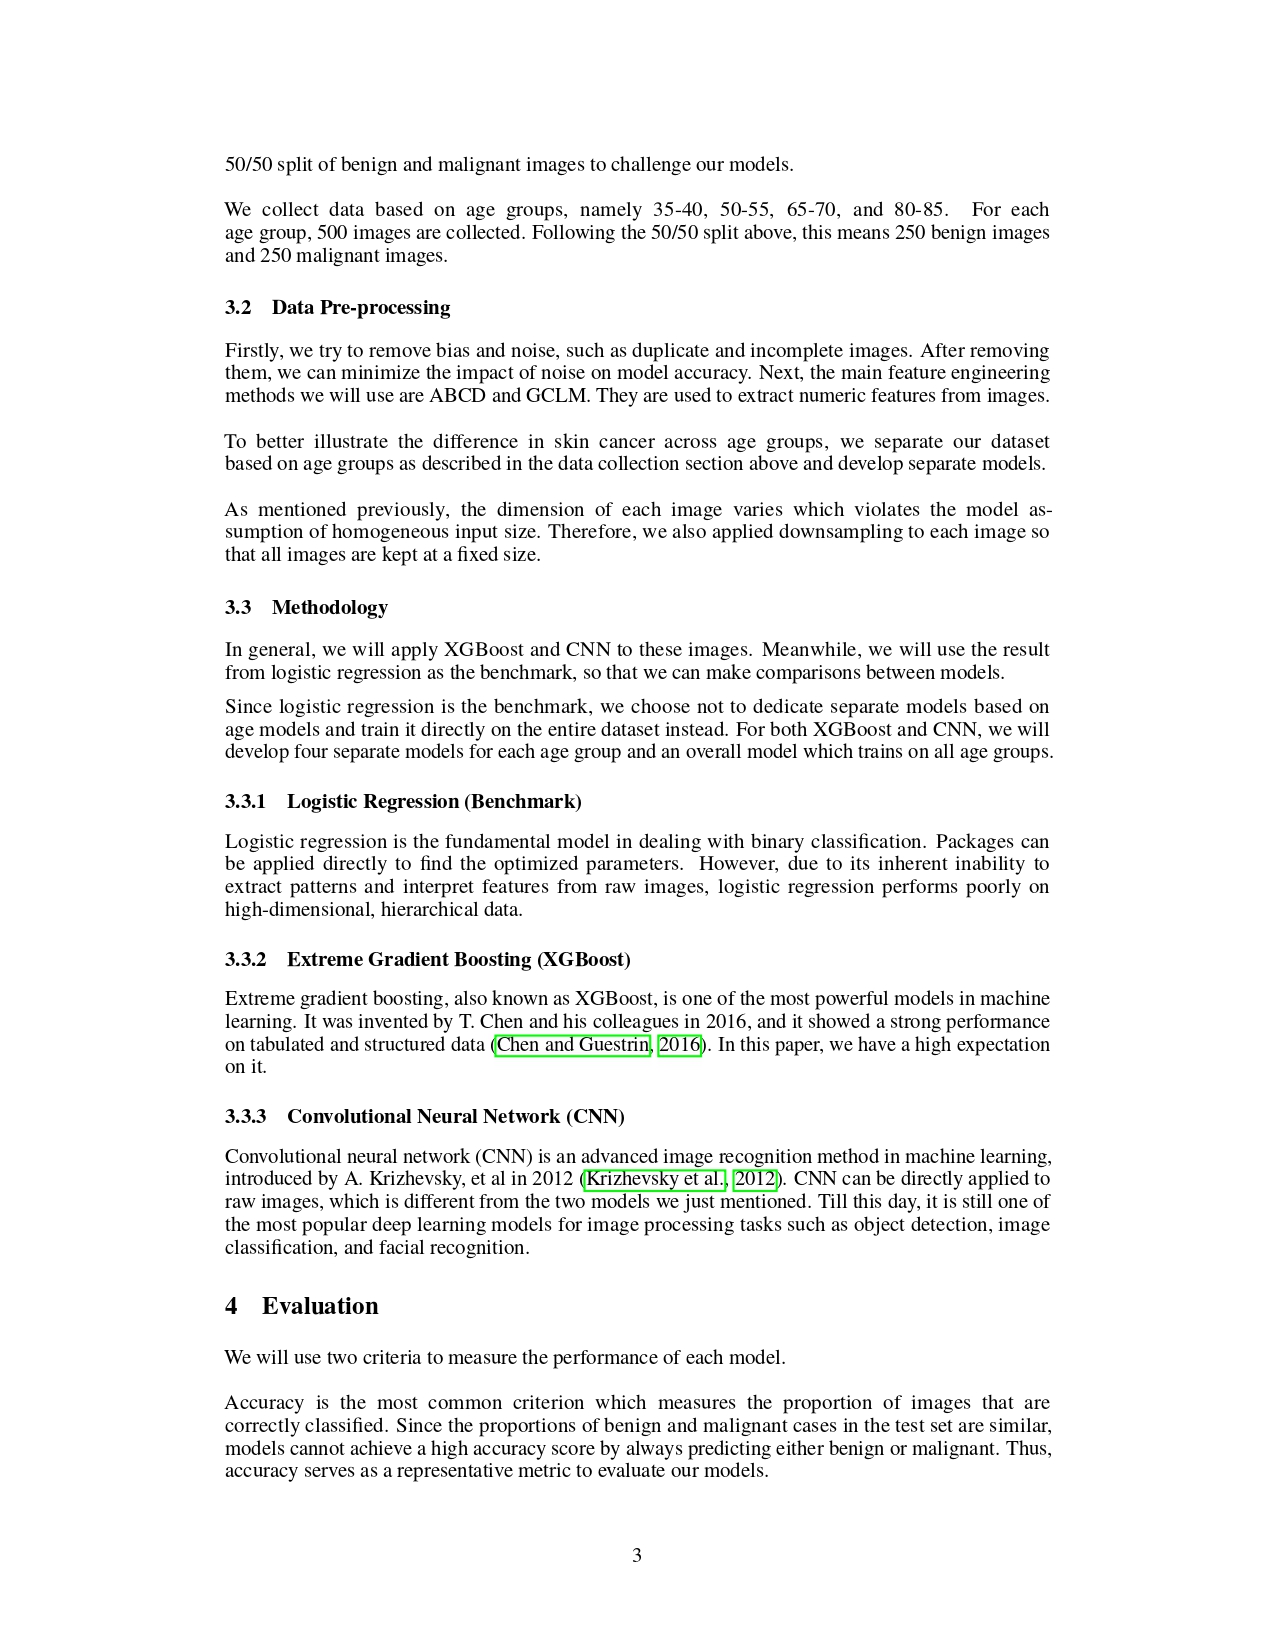 50/50 split of benign and malignant images to challenge our models.
We collect data based on age groups, namely 35-40, 50-55, 65-70, and 80-85. For each
age group, 500 images are collected. Following the 50/50 split above, this means 250 benign images
and 250 malignant images.
3.2 Data Pre-processing
Firstly, we try to remove bias and noise, such as duplicate and incomplete images. After removing
them, we can minimize the impact of noise on model accuracy. Next, the main feature engineering
methods we will use are ABCD and GCLM. They are used to extract numeric features from images.
To better illustrate the difference in skin cancer across age groups, we separate our dataset
based on age groups as described in the data collection section above and develop separate models.
As mentioned previously, the dimension of each image varies which violates the model as-
sumption of homogeneous input size. Therefore, we also applied downsampling to each image so
that all images are kept at a fixed size.
3.3 Methodology
In general, we will apply XGBoost and CNN to these images. Meanwhile, we will use the result
from logistic regression as the benchmark, so that we can make comparisons between models.
Since logistic regression is the benchmark, we choose not to dedicate separate models based on
age models and train it directly on the entire dataset instead. For both XGBoost and CNN, we will
develop four separate models for each age group and an overall model which trains on all age groups.
3.3.1 Logistic Regression (Benchmark)
Logistic regression is the fundamental model in dealing with binary classification. Packages can
be applied directly to find the optimized parameters. However, due to its inherent inability to
extract patterns and interpret features from raw images, logistic regression performs poorly on
high-dimensional, hierarchical data.
3.3.2 Extreme Gradient Boosting (XGBoost)
Extreme gradient boosting, also known as XGBoost, is one of the most powerful models in machine
learning. It was invented by T. Chen and his colleagues in 2016, and it showed a strong performance
on tabulated and structured data (Chen and Guestrin, 2016). In this paper, we have a high expectation
on it.
3.3.3 Convolutional Neural Network (CNN)
Convolutional neural network (CNN) is an advanced image recognition method in machine learning,
introduced by A. Krizhevsky, et al in 2012 (Krizhevsky et al., 2012). CNN can be directly applied to
raw images, which is different from the two models we just mentioned. Till this day, it is still one of
the most popular deep learning models for image processing tasks such as object detection, image
classification, and facial recognition.
4 Evaluation
We will use two criteria to measure the performance of each model.
Accuracy is the most common criterion which measures the proportion of images that are
correctly classified. Since the proportions of benign and malignant cases in the test set are similar,
models cannot achieve a high accuracy score by always predicting either benign or malignant. Thus,
accuracy serves as a representative metric to evaluate our models.
3